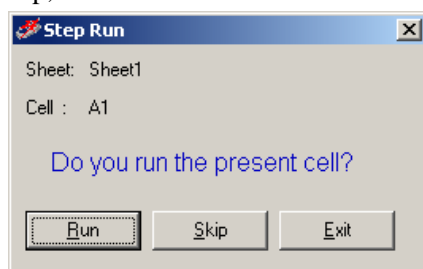 Step Run
Sheet: Sheet1
Cell : A1
Do you run the present cell?
Run Skip Exit